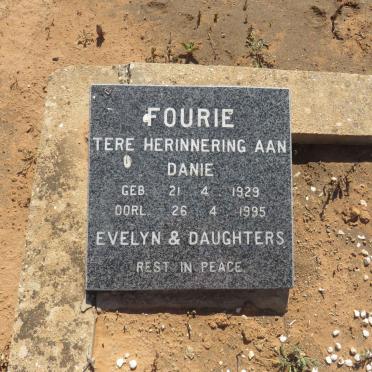 FOURIE
TERE HERINNERING AAN
DANIE
GEB 21 4 1929
OORL 26 4 1995
EVELYN & DAUGHTERS
REST IN PEACE